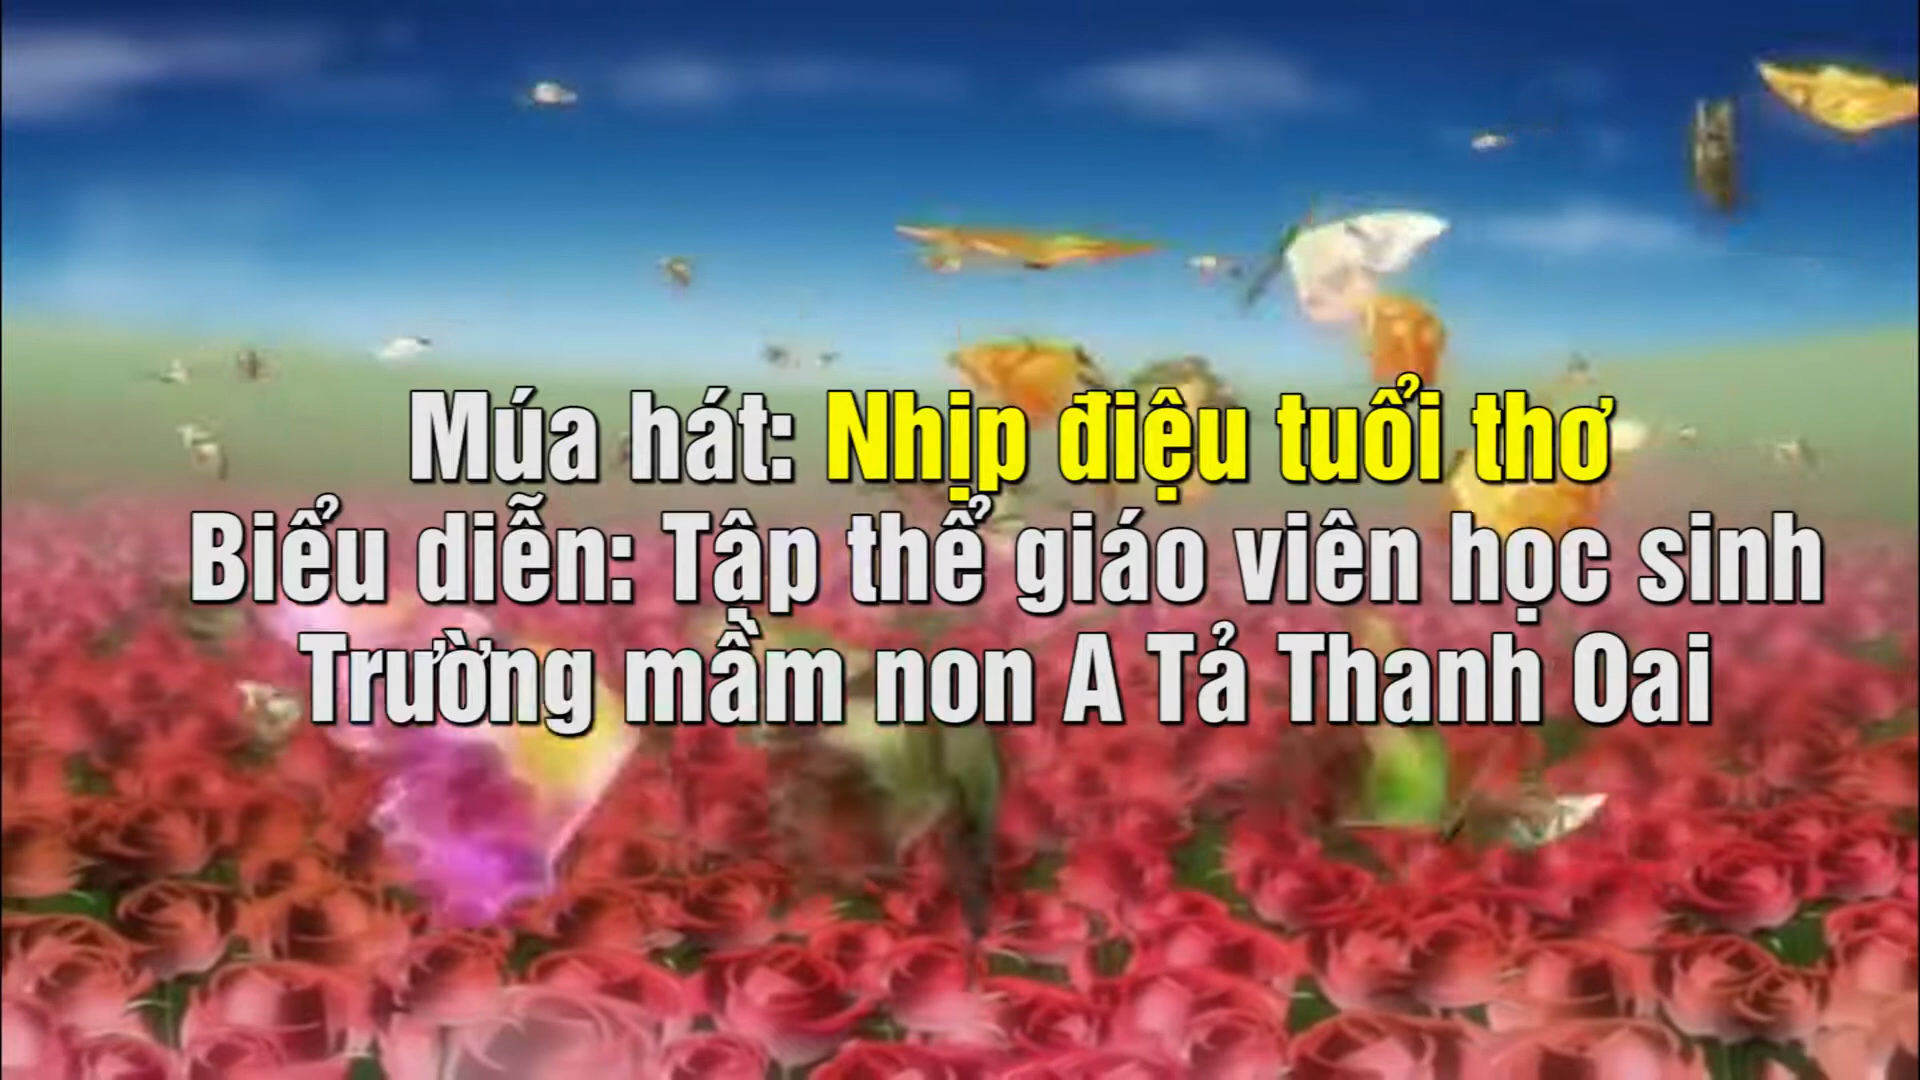 Múa hát: Nhịp điệu tuổi thơ
Biểu diễn: Tập thể giáo viên học sinh
Trường mầm non A Tả Thanh Oai